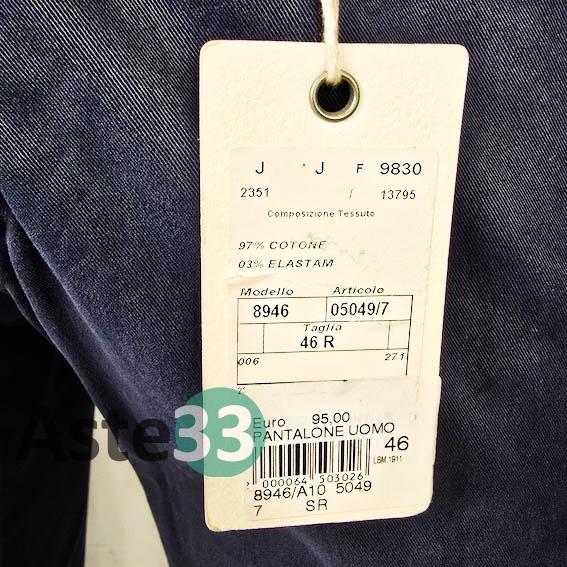 J * J F 9830
2351 / 13795
Composizione Tessuto
97% COTONE
03% ELASTAM
Modello Articolo
8946 05049/7
Taglia
46 R
006 271
Euro 95,00
PANTALONE UOMO
46
LBM 1911
000064 503026
8946/A10 5049
7 SR
Aste33